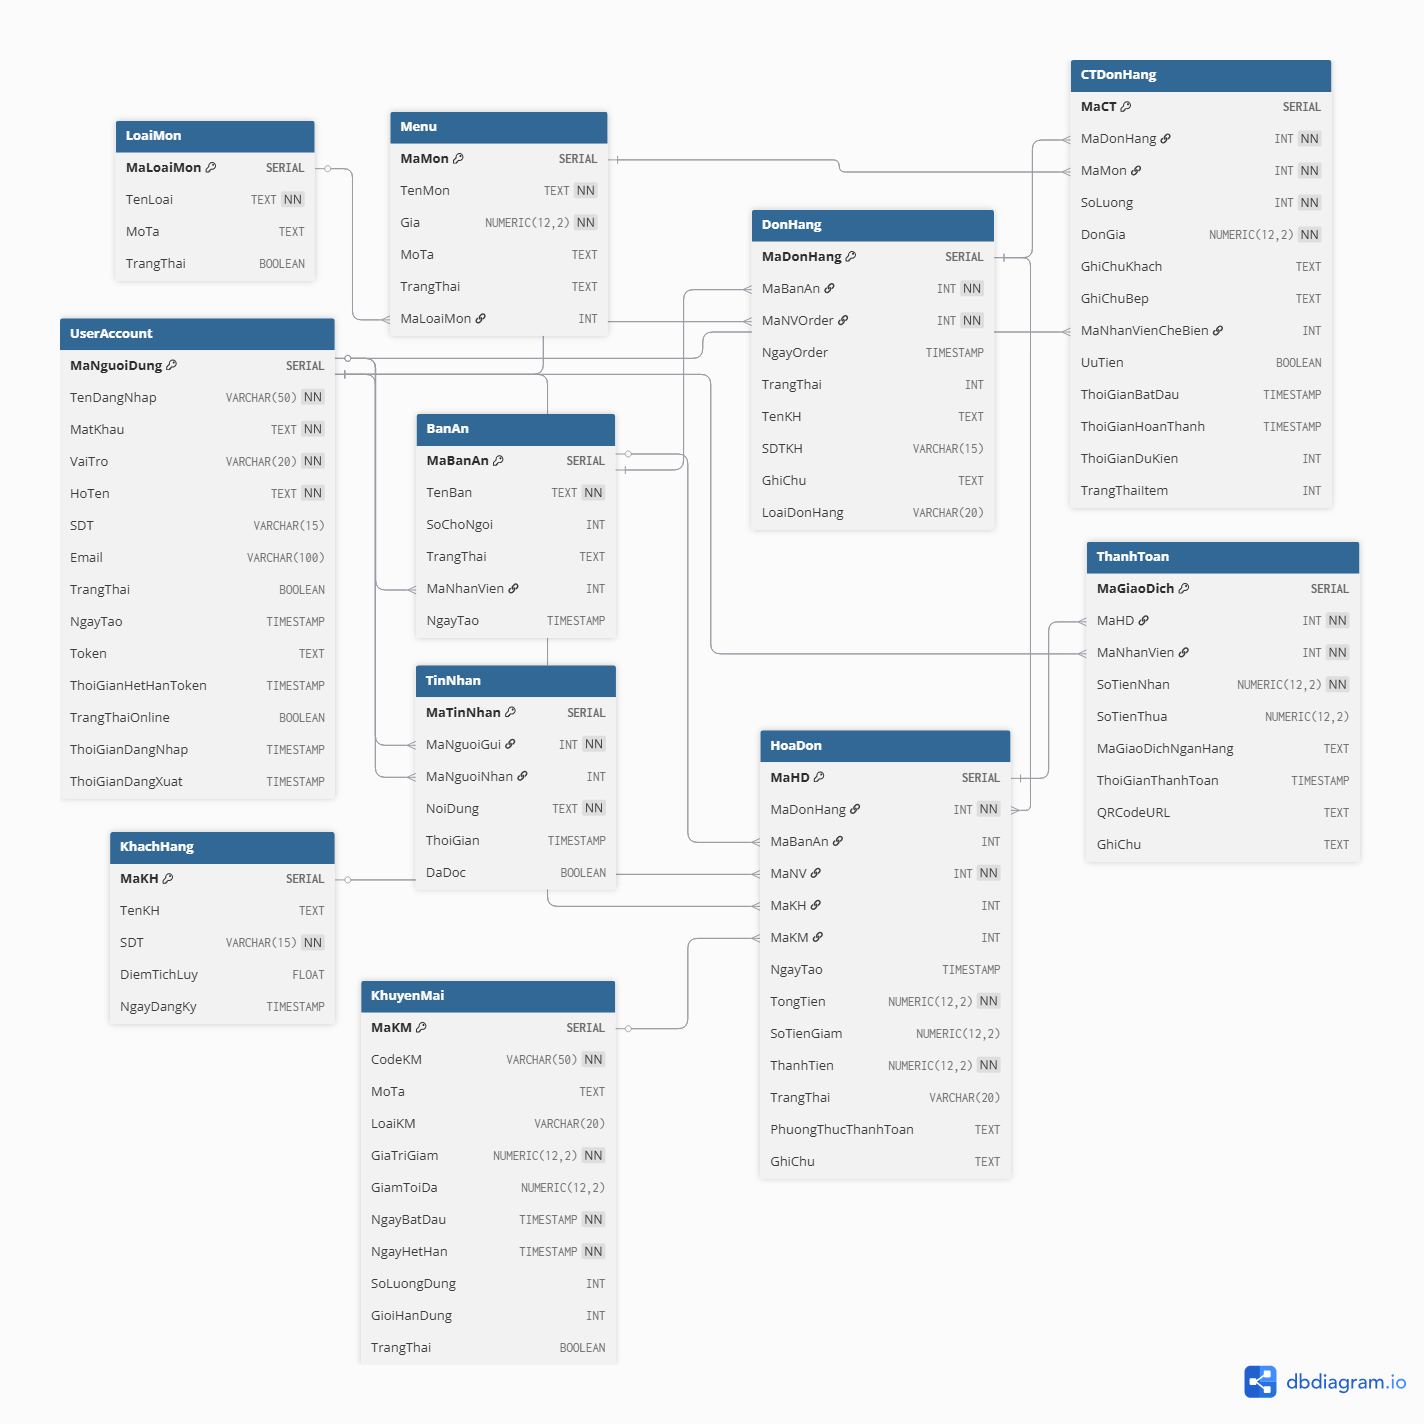 LoaiMon
MaLoaiMon SERIAL
TenLoai TEXT NN
MoTa TEXT
TrangThai BOOLEAN
Menu
MaMon SERIAL
TenMon TEXT NN
Gia NUMERIC(12,2) NN
MoTa TEXT
TrangThai TEXT
MaLoaiMon INT
CTDonHang
MaCT SERIAL
MaDonHang INT NN
MaMon INT NN
SoLuong INT NN
DonGia NUMERIC(12,2) NN
GhiChuKhach TEXT
GhiChuBep TEXT
MaNhanVienCheBien INT
UuTien BOOLEAN
ThoiGianBatDau TIMESTAMP
ThoiGianHoanThanh TIMESTAMP
ThoiGianDuKien INT
TrangThaiItem INT
DonHang
MaDonHang SERIAL
MaBanAn INT NN
MaNVOrder INT NN
NgayOrder TIMESTAMP
TrangThai INT
TenKH TEXT
SDTKH VARCHAR(15)
GhiChu TEXT
LoaiDonHang VARCHAR(20)
UserAccount
MaNguoiDung SERIAL
TenDangNhap VARCHAR(50) NN
MatKhau TEXT NN
VaiTro VARCHAR(20) NN
HoTen TEXT NN
SDT VARCHAR(15)
Email VARCHAR(100)
TrangThai BOOLEAN
NgayTao TIMESTAMP
Token TEXT
ThoiGianHetHanToken TIMESTAMP
TrangThaiOnline BOOLEAN
ThoiGianDangNhap TIMESTAMP
ThoiGianDangXuat TIMESTAMP
BanAn
MaBanAn SERIAL
TenBan TEXT NN
SoChoNgoi INT
TrangThai TEXT
MaNhanVien INT
NgayTao TIMESTAMP
ThanhToan
MaGiaoDich SERIAL
MaHD INT NN
MaNhanVien INT NN
SoTienNhan NUMERIC(12,2) NN
SoTienThua NUMERIC(12,2)
MaGiaoDichNganHang TEXT
ThoiGianThanhToan TIMESTAMP
QRCodeURL TEXT
GhiChu TEXT
TinNhan
MaTinNhan SERIAL
MaNguoiGui INT NN
MaNguoiNhan INT
NoiDung TEXT NN
ThoiGian TIMESTAMP
DaDoc BOOLEAN
HoaDon
MaHD SERIAL
MaDonHang INT NN
MaBanAn INT
MaNV INT NN
MaKH INT
MaKM INT
NgayTao TIMESTAMP
TongTien NUMERIC(12,2) NN
SoTienGiam NUMERIC(12,2)
ThanhTien NUMERIC(12,2) NN
TrangThai VARCHAR(20)
PhuongThucThanhToan TEXT
GhiChu TEXT
KhachHang
MaKH SERIAL
TenKH TEXT
SDT VARCHAR(15) NN
DiemTichLuy FLOAT
NgayDangKy TIMESTAMP
KhuyenMai
MaKM SERIAL
CodeKM VARCHAR(50) NN
MoTa TEXT
LoaiKM VARCHAR(20)
GiaTriGiam NUMERIC(12,2) NN
GiamToiDa NUMERIC(12,2)
NgayBatDau TIMESTAMP NN
NgayHetHan TIMESTAMP NN
SoLuongDung INT
GioiHanDung INT
TrangThai BOOLEAN
dbdiagram.io